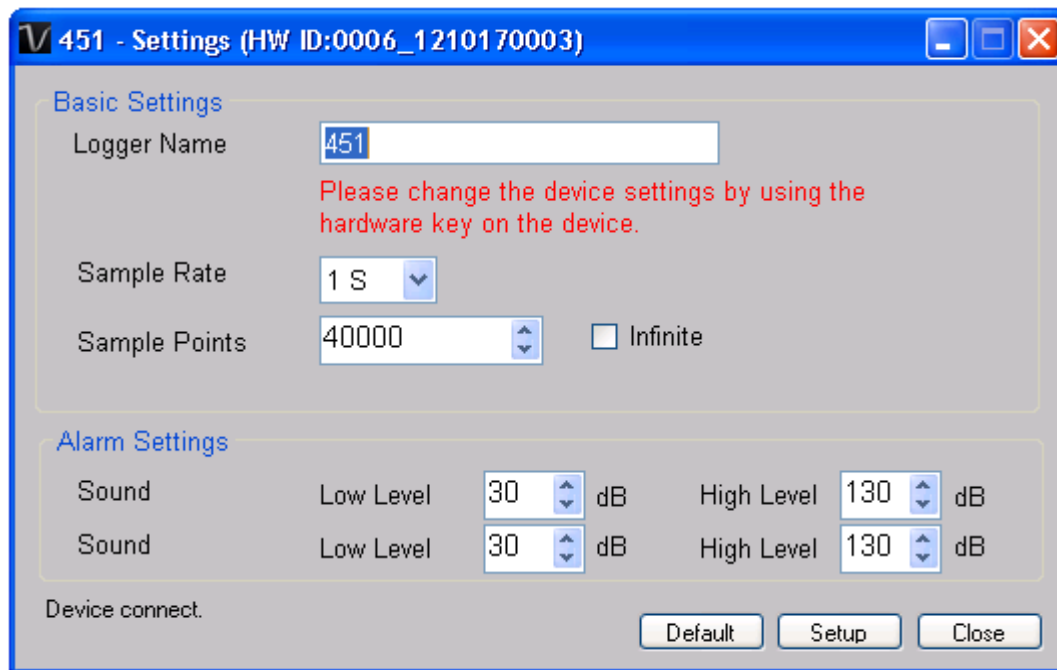 451 - Settings (HW ID:0006_1210170003)
Basic Settings
Logger Name 451
Please change the device settings by using the
hardware key on the device.
Sample Rate 1 S
Sample Points 40000 Infinite
Alarm Settings
Sound Low Level 30 dB High Level 130 dB
Sound Low Level 30 dB High Level 130 dB
Device connect.
Default Setup Close